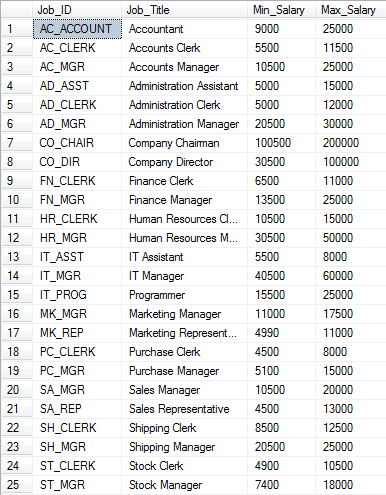 Job_ID Job_Title Min_Salary Max_Salary
1 AC_ACCOUNT Accountant 9000 25000
2 AC_CLERK Accounts Clerk 5500 11500
3 AC_MGR Accounts Manager 10500 25000
4 AD_ASST Administration Assistant 5000 15000
5 AD_CLERK Administration Clerk 5000 12000
6 AD_MGR Administration Manager 20500 30000
7 CO_CHAIR Company Chairman 100500 200000
8 CO_DIR Company Director 30500 100000
9 FN_CLERK Finance Clerk 6500 11000
10 FN_MGR Finance Manager 13500 25000
11 HR_CLERK Human Resources Cl... 10500 15000
12 HR_MGR Human Resources M... 30500 50000
13 IT_ASST IT Assistant 5500 8000
14 IT_MGR IT Manager 40500 60000
15 IT_PROG Programmer 15500 25000
16 MK_MGR Marketing Manager 11000 17500
17 MK_REP Marketing Represent... 4990 11000
18 PC_CLERK Purchase Clerk 4500 8000
19 PC_MGR Purchase Manager 5100 15000
20 SA_MGR Sales Manager 10500 20000
21 SA_REP Sales Representative 4500 13000
22 SH_CLERK Shipping Clerk 8500 12500
23 SH_MGR Shipping Manager 20500 25000
24 ST_CLERK Stock Clerk 4900 10500
25 ST_MGR Stock Manager 7400 18000